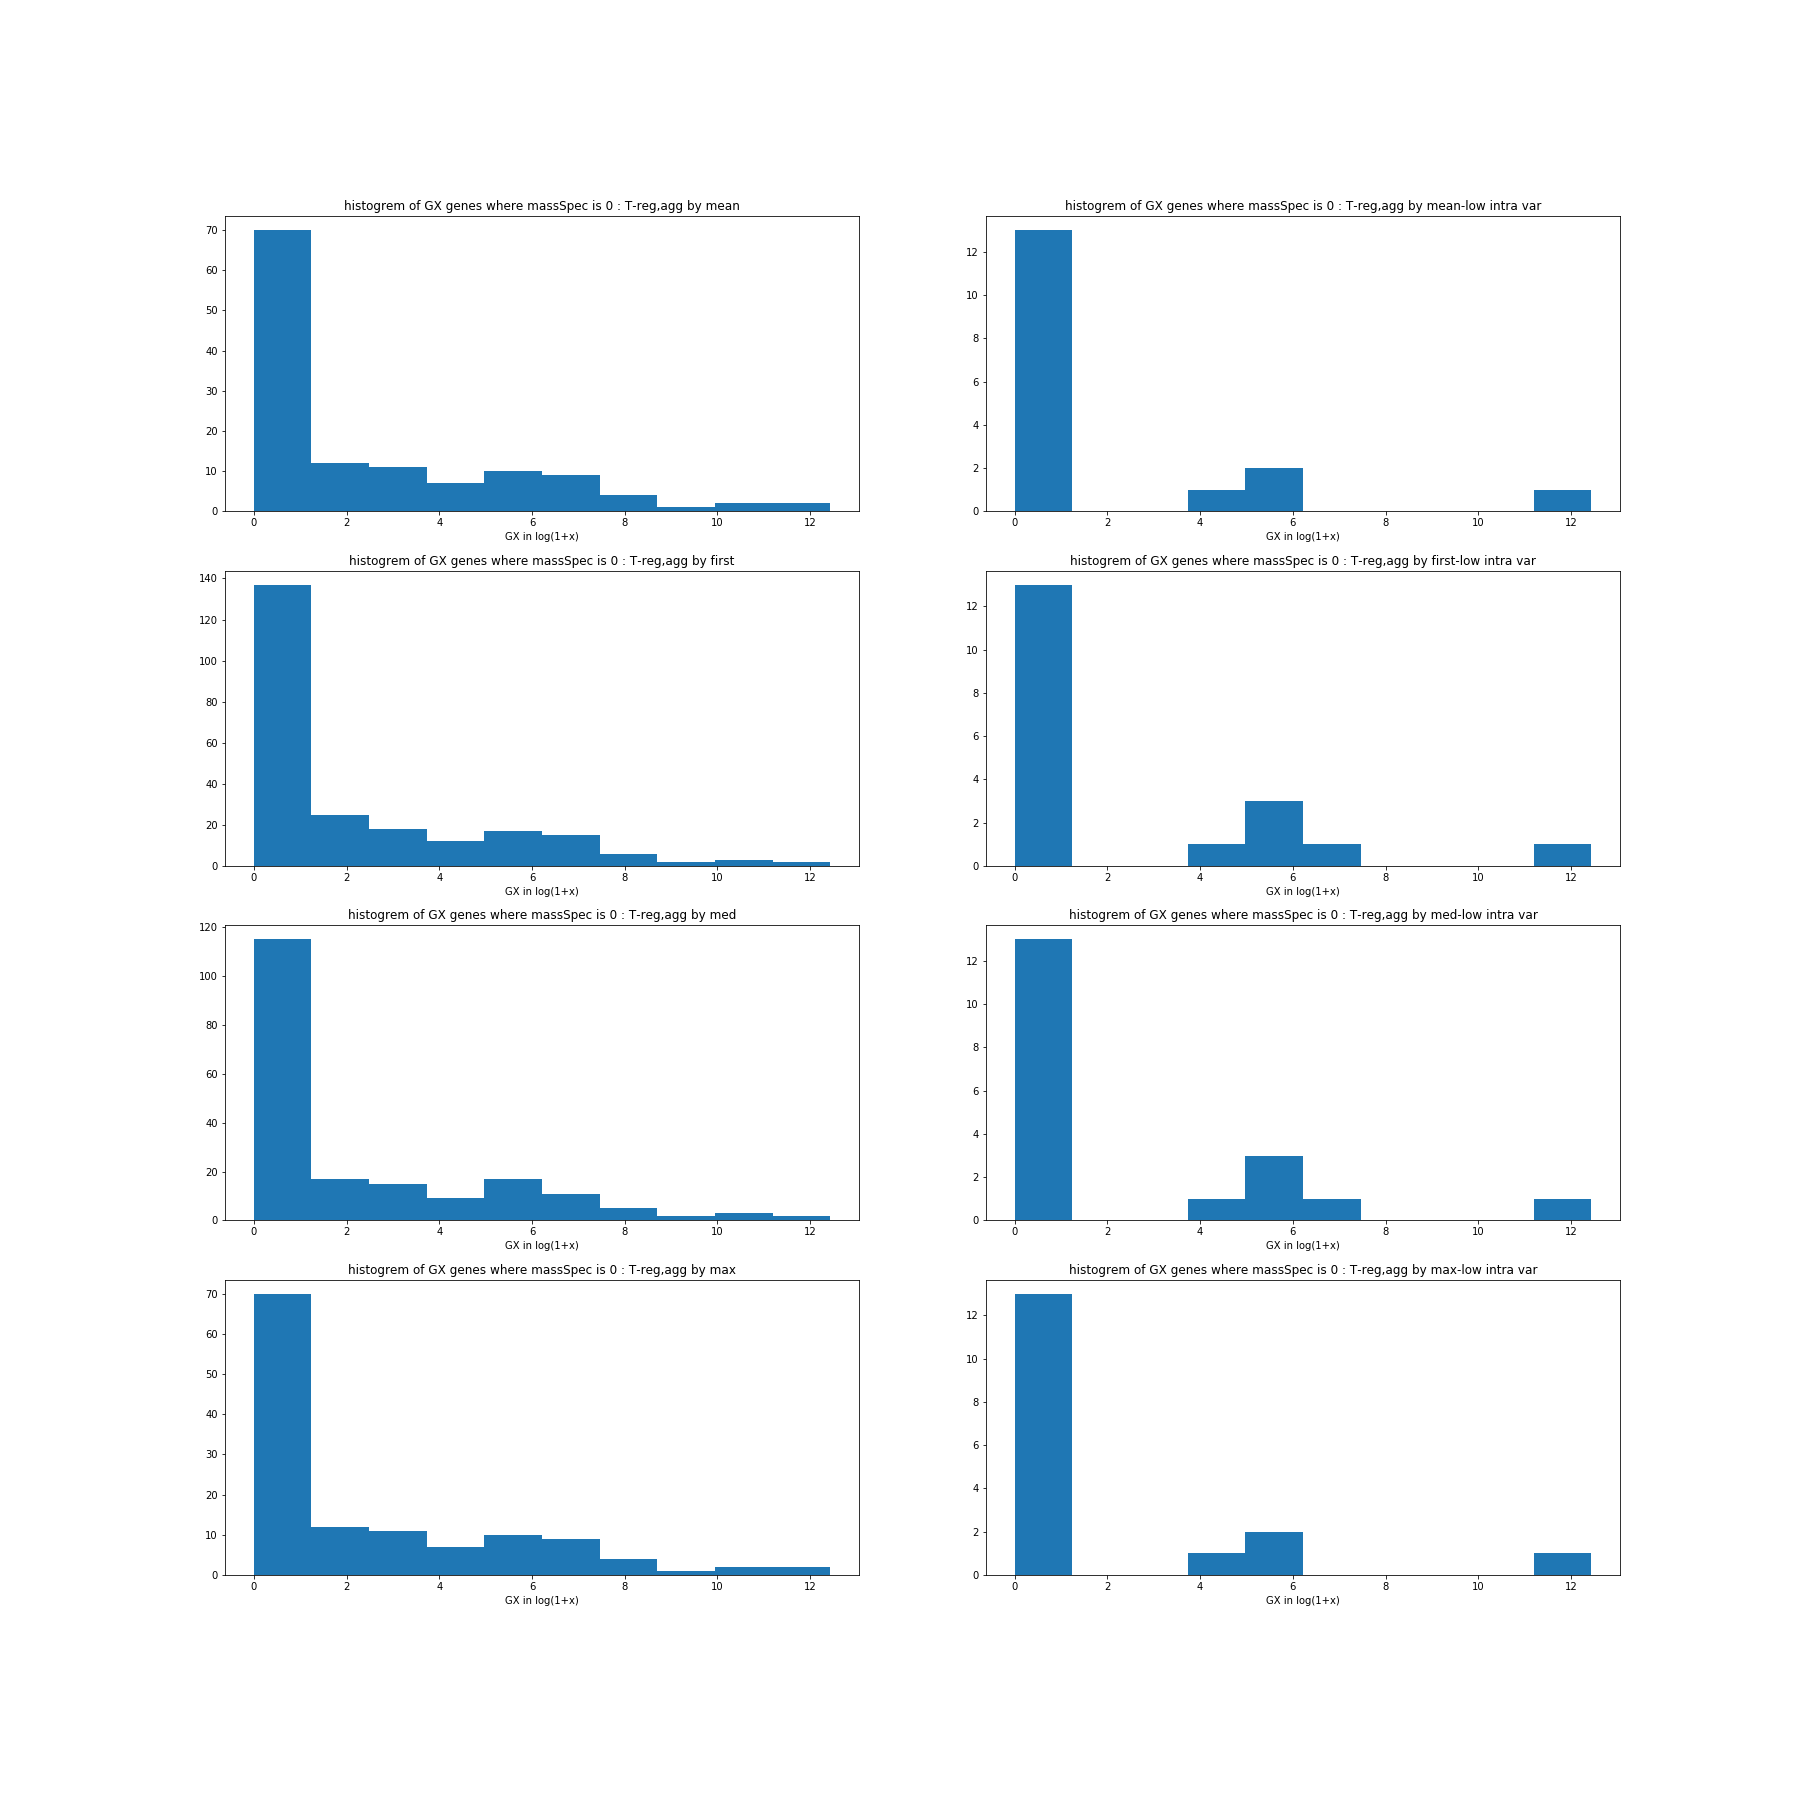 histogrem of GX genes where massSpec is 0 : T-reg,agg by mean
70
60
50
40
30
20
10
0
0 2 4 6 8 10 12
GX in log(1+x)
histogrem of GX genes where massSpec is 0 : T-reg,agg by mean-low intra var
12
10
8
6
4
2
0
0 2 4 6 8 10 12
GX in log(1+x)
histogrem of GX genes where massSpec is 0 : T-reg,agg by first
140
120
100
80
60
40
20
0
0 2 4 6 8 10 12
GX in log(1+x)
histogrem of GX genes where massSpec is 0 : T-reg,agg by first-low intra var
12
10
8
6
4
2
0
0 2 4 6 8 10 12
GX in log(1+x)
histogrem of GX genes where massSpec is 0 : T-reg,agg by med
120
100
80
60
40
20
0
0 2 4 6 8 10 12
GX in log(1+x)
histogrem of GX genes where massSpec is 0 : T-reg,agg by med-low intra var
12
10
8
6
4
2
0
0 2 4 6 8 10 12
GX in log(1+x)
histogrem of GX genes where massSpec is 0 : T-reg,agg by max
70
60
50
40
30
20
10
0
0 2 4 6 8 10 12
GX in log(1+x)
histogrem of GX genes where massSpec is 0 : T-reg,agg by max-low intra var
12
10
8
6
4
2
0
0 2 4 6 8 10 12
GX in log(1+x)